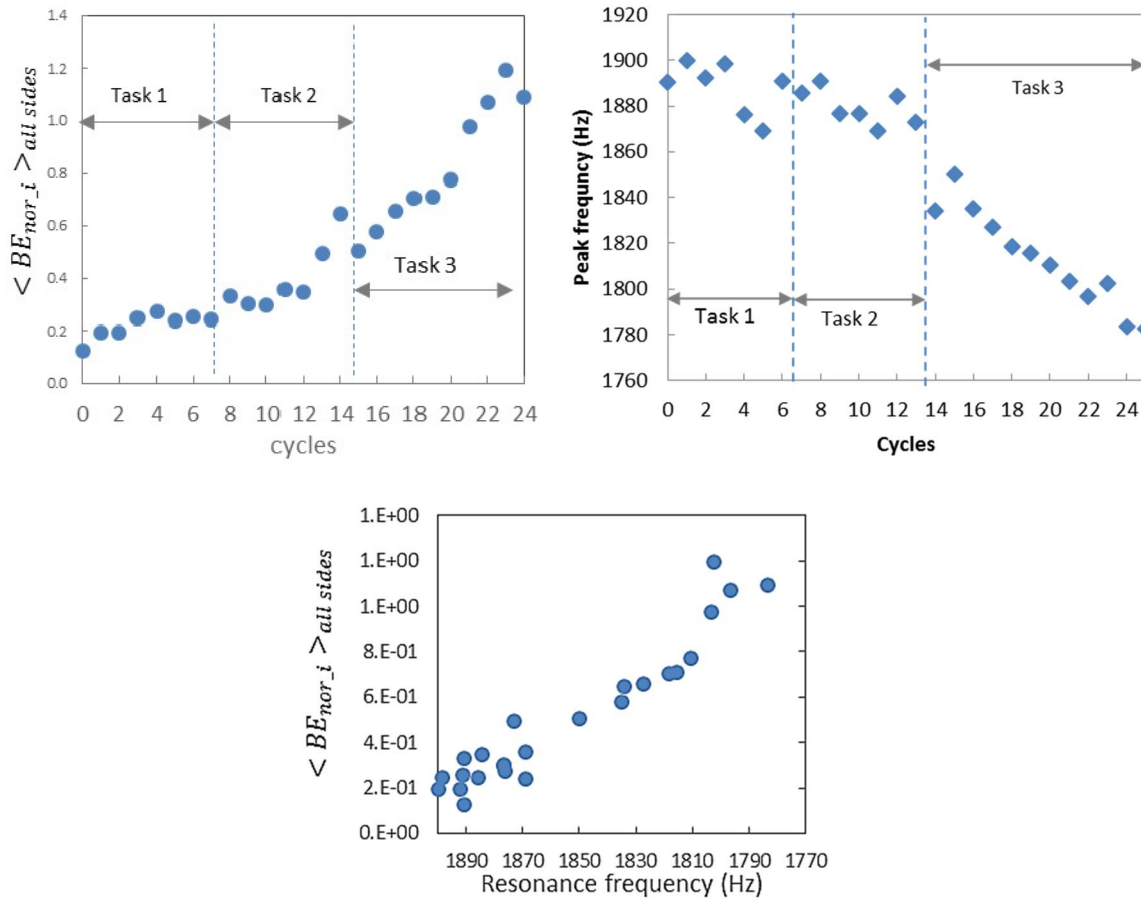 < BE_nor_i >_all sides
1.4
1.2
1.0
0.8
0.6
0.4
0.2
0.0
Task 1
Task 2
Task 3
0 2 4 6 8 10 12 14 16 18 20 22 24
cycles
Peak frequncy (Hz)
1920
1900
1880
1860
1840
1820
1800
1780
1760
Task 3
Task 1
Task 2
0 2 4 6 8 10 12 14 16 18 20 22 24
Cycles
< BE_nor_i >_all sides
1.E+00
1.E+00
1.E+00
8.E-01
6.E-01
4.E-01
2.E-01
0.E+00
1890 1870 1850 1830 1810 1790 1770
Resonance frequency (Hz)